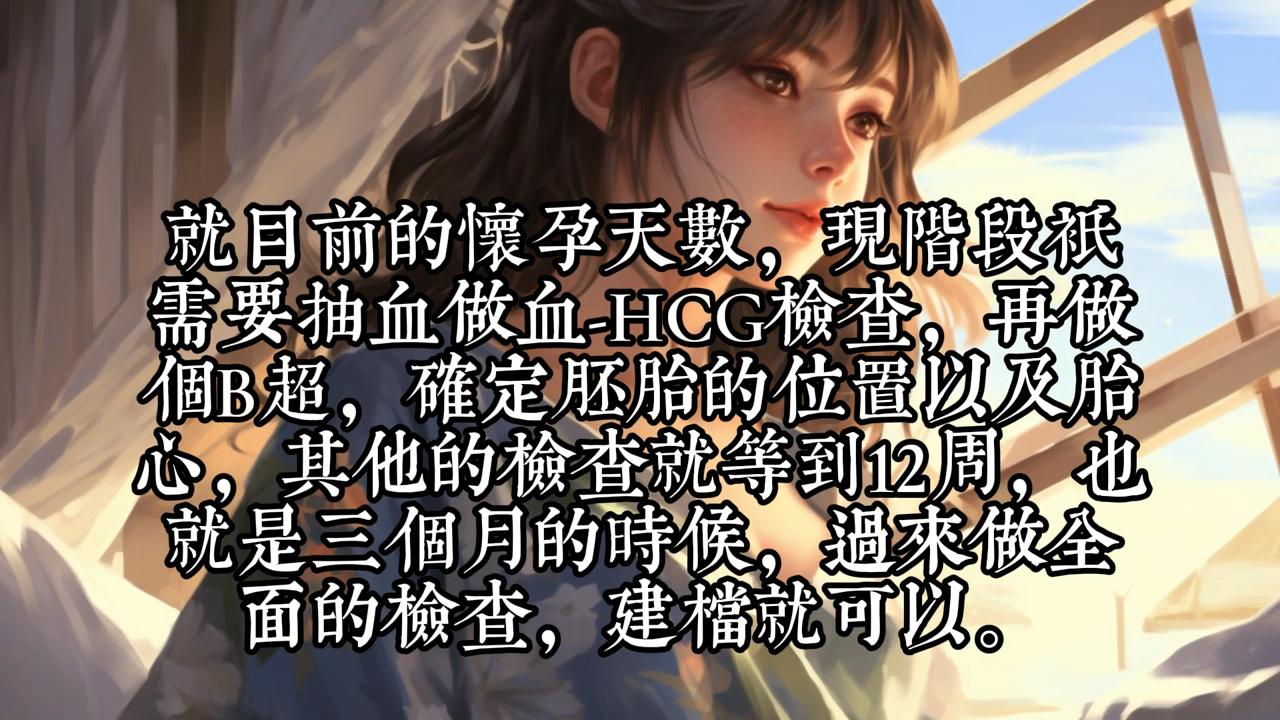 就目前的懷孕天數，現階段衹
需要抽血做血-HCG檢查，再做
個B超，確定胚胎的位置以及胎
心，其他的檢查就等到12周，也
就是三個月的時候，過來做全
面的檢查，建檔就可以。